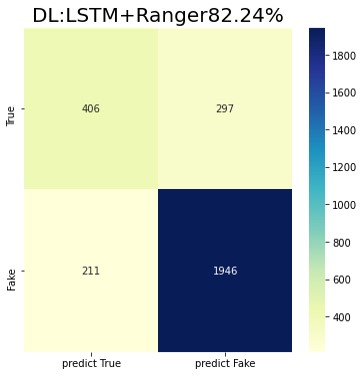 DL:LSTM+Ranger82.24%
True
406
297
Fake
211
1946
predict True
predict Fake
1800
1600
1400
1200
1000
800
600
400